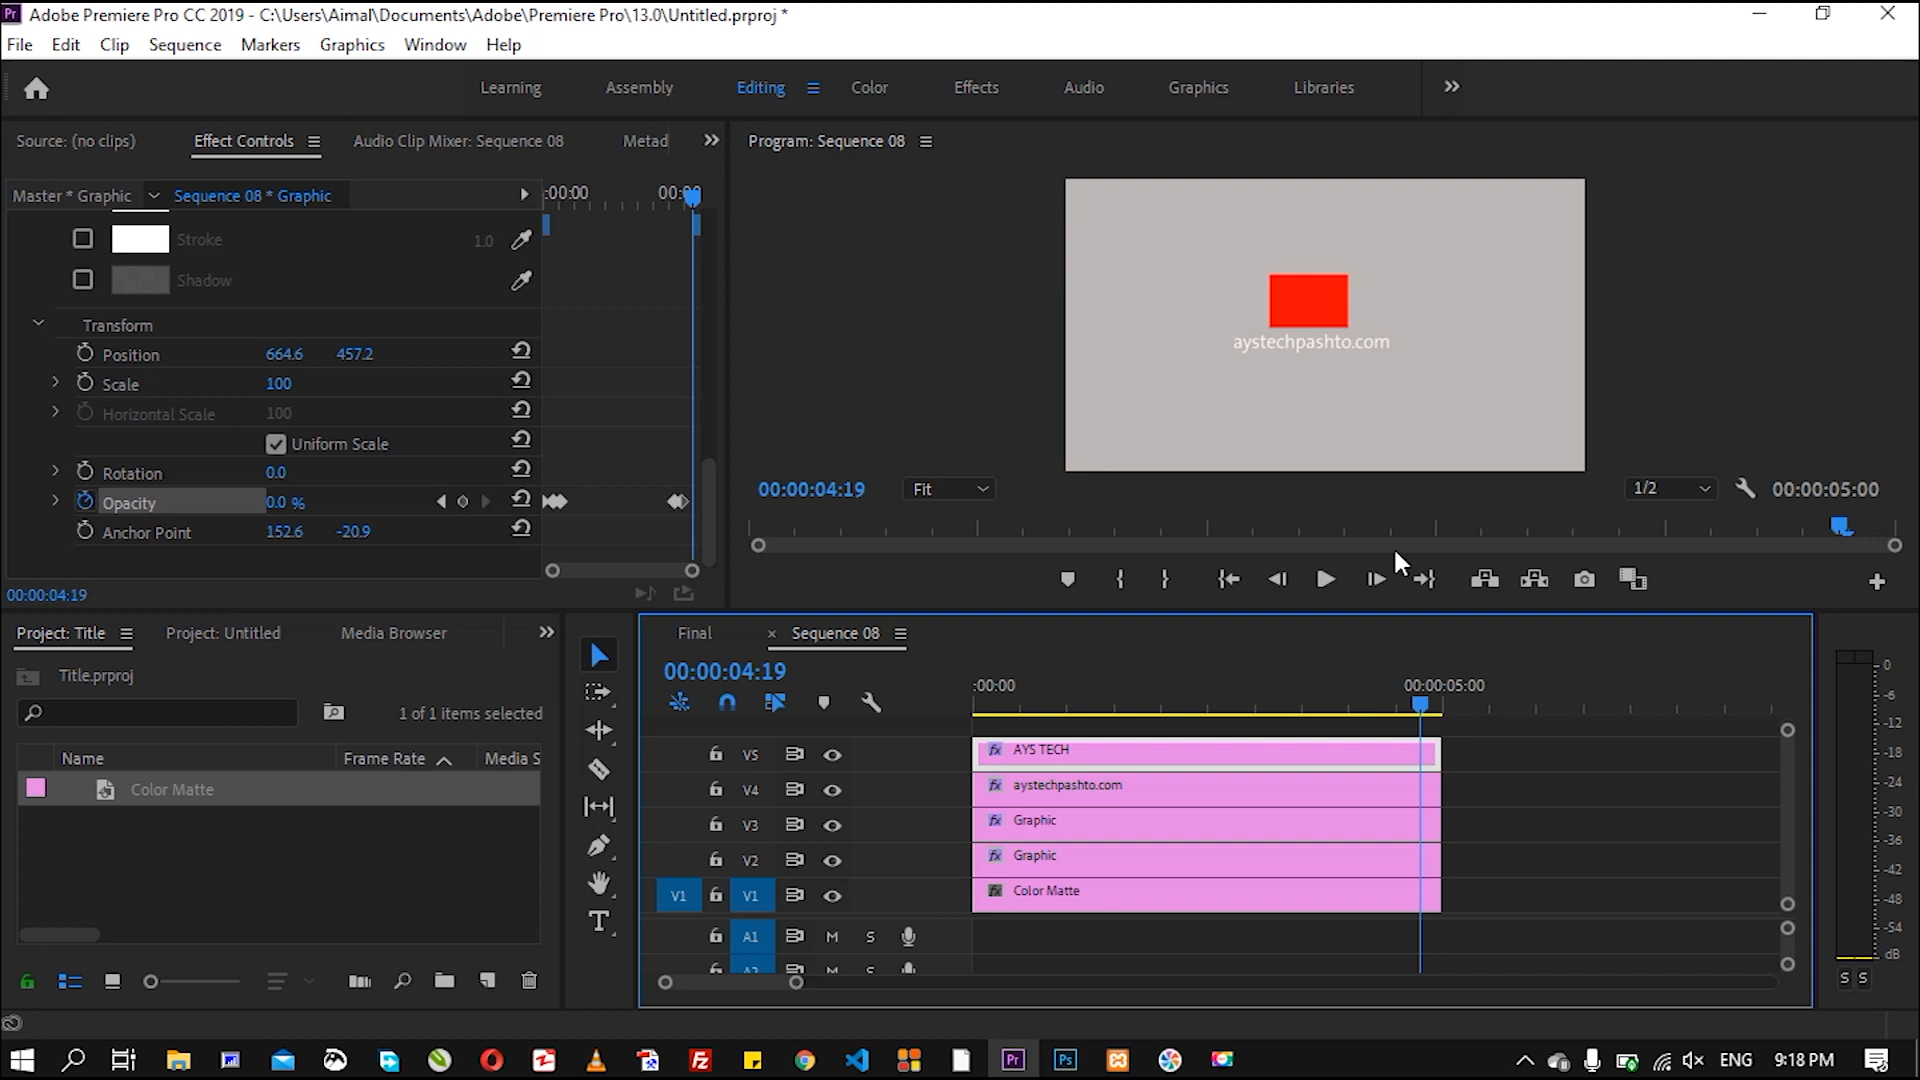 Adobe Premiere Pro CC 2019 - C:\Users\Aimal\Documents\Adobe\Premiere Pro\13.0\Untitled.prproj *
File Edit Clip Sequence Markers Graphics Window Help
Learning Assembly Editing Color Effects Audio Graphics Libraries
Source: (no clips) Effect Controls Audio Clip Mixer: Sequence 08 Metad
Program: Sequence 08
Master * Graphic Sequence 08 * Graphic :00:00
Stroke 1.0
Shadow
Transform
Position 664.6 457.2
Scale 100
Horizontal Scale 100
Uniform Scale
Rotation 0.0
Opacity 0.0 %
Anchor Point 152.6 -20.9
00:00:04:19
aystechpashto.com
00:00:04:19 Fit 1/2 00:00:05:00
Project: Title Project: Untitled Media Browser
Title.prproj
1 of 1 items selected
Name Frame Rate Media S
Color Matte
Final × Sequence 08
00:00:04:19
:00:00 00:00:05:00
V5 AYS TECH
V4 aystechpashto.com
V3 Graphic
V2 Graphic
V1 V1 Color Matte
A1 M S
A2 M S
0
-6
-12
-18
-24
-30
-36
-42
-48
-54
dB
S S
ENG 9:18 PM